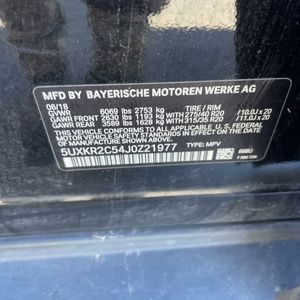 MFD BY BAYERISCHE MOTOREN WERKE AG
06/18 TIRE / RIM
GVWR 6069 lbs 2753 kg
GAWR FRONT 2630 lbs 1193 kg WITH 275/40 R20 / 10.0J x 20
GAWR REAR 3589 lbs 1628 kg WITH 315/35 R20 / 11.0J x 20
THIS VEHICLE CONFORMS TO ALL APPLICABLE
U.S. FEDERAL MOTOR VEHICLE SAFETY
STANDARDS IN EFFECT ON THE DATE OF
MANUFACTURE SHOWN ABOVE.
5UXKR2C54J0Z21977 TYPE: MPV